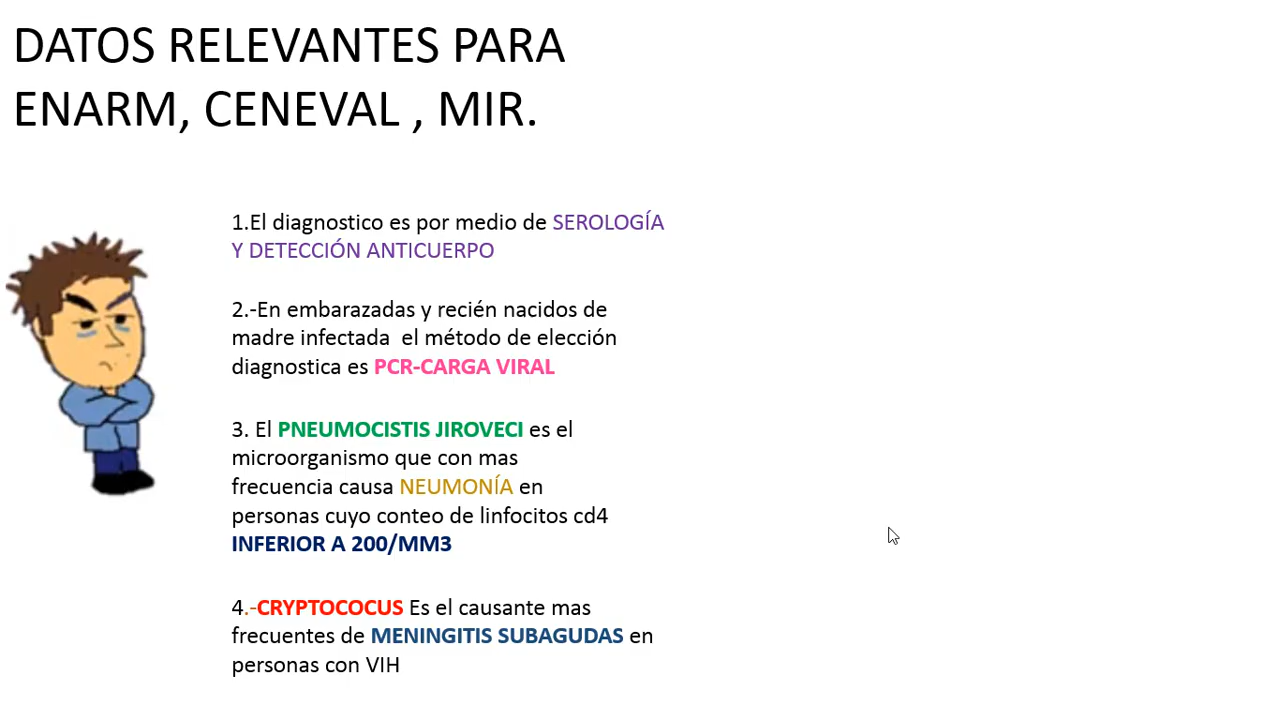 DATOS RELEVANTES PARA
ENARM, CENEVAL , MIR.
1.El diagnostico es por medio de SEROLOGÍA
Y DETECCIÓN ANTICUERPO
2.-En embarazadas y recién nacidos de
madre infectada  el método de elección
diagnostica es PCR-CARGA VIRAL
3. El PNEUMOCISTIS JIROVECI es el
microorganismo que con mas
frecuencia causa NEUMONÍA en
personas cuyo conteo de linfocitos cd4
INFERIOR A 200/MM3
4.-CRYPTOCOCUS Es el causante mas
frecuentes de MENINGITIS SUBAGUDAS en
personas con VIH